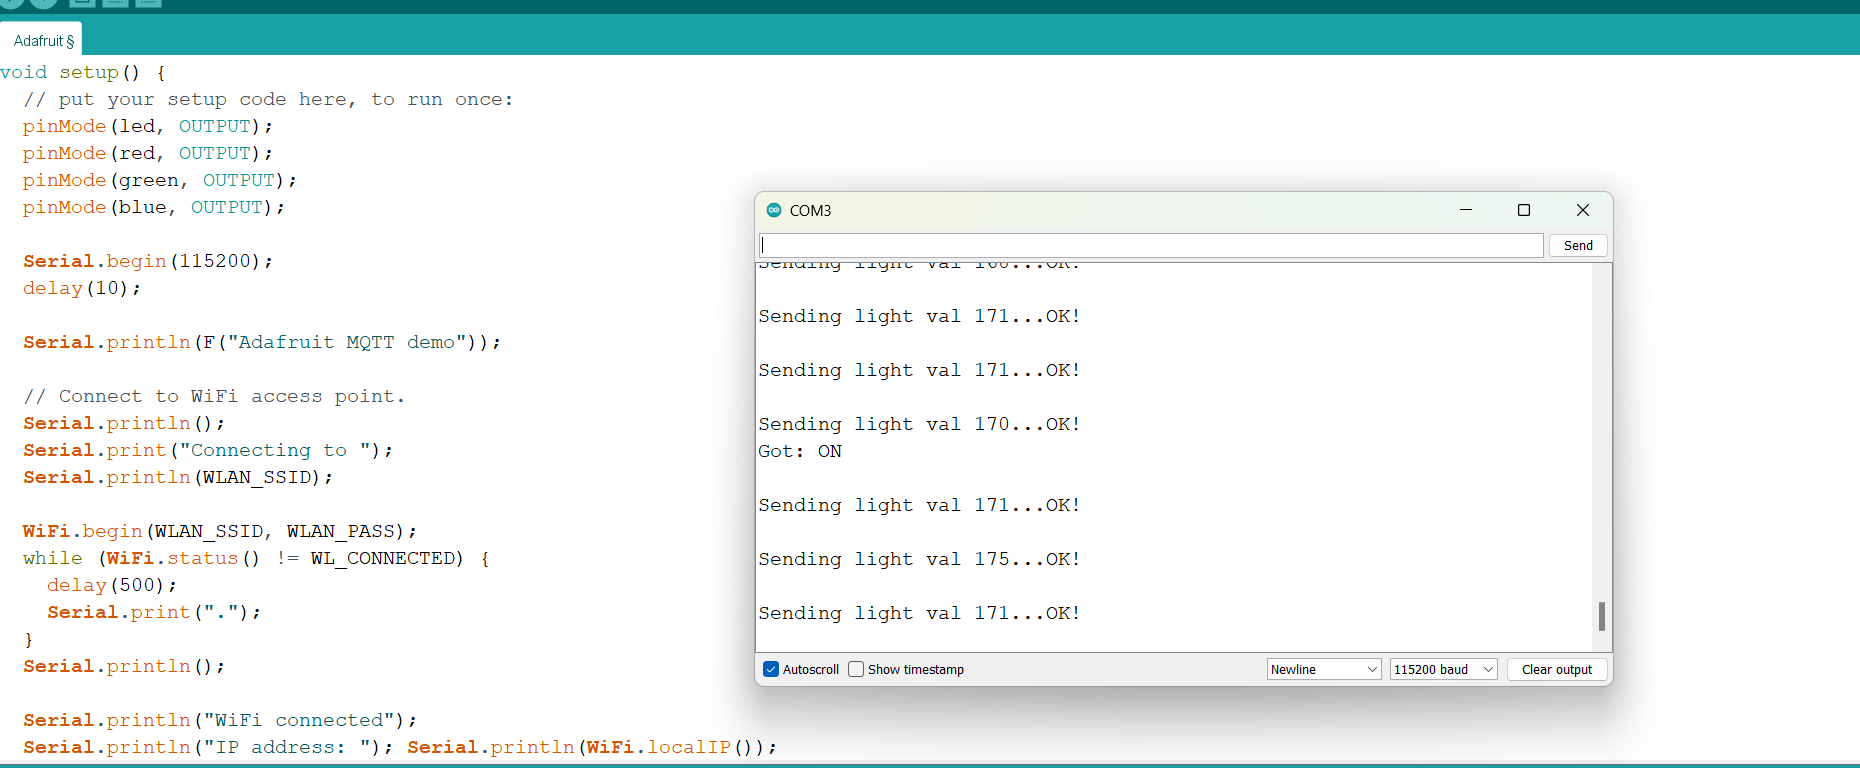 Adafruit §
void setup() {
// put your setup code here, to run once:
pinMode(led, OUTPUT);
pinMode(red, OUTPUT);
pinMode(green, OUTPUT);
pinMode(blue, OUTPUT);
Serial.begin(115200);
delay(10);
Serial.println(F("Adafruit MQTT demo"));
// Connect to WiFi access point.
Serial.println();
Serial.print("Connecting to ");
Serial.println(WLAN_SSID);
WiFi.begin(WLAN_SSID, WLAN_PASS);
while (WiFi.status() != WL_CONNECTED) {
delay(500);
Serial.print(".");
}
Serial.println();
Serial.println("WiFi connected");
Serial.println("IP address: "); Serial.println(WiFi.localIP());
COM3
Send
Sending light val 168...OK!
Sending light val 171...OK!
Sending light val 171...OK!
Sending light val 170...OK!
Got: ON
Sending light val 171...OK!
Sending light val 175...OK!
Sending light val 171...OK!
Autoscroll Show timestamp
Newline
115200 baud
Clear output